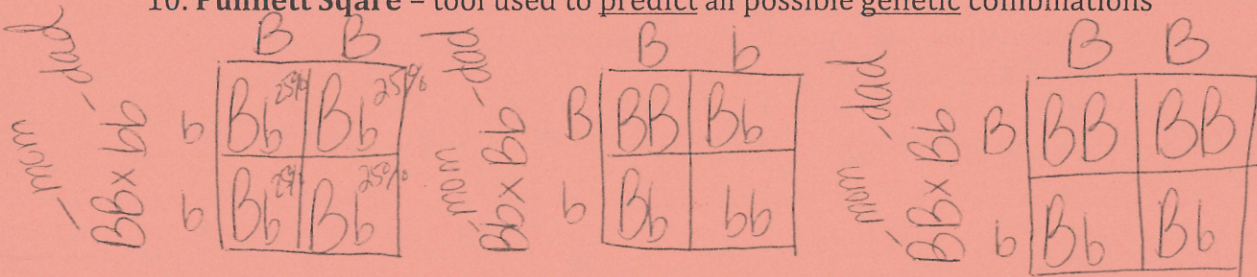 10. Punnett Sqare – tool used to predict all possible genetic combinations
– mom – dad
BB x bb
B B
b Bb 25% Bb 25%
b Bb 25% Bb 25%
– mom – dad
Bb x Bb
B b
B BB Bb
b Bb bb
– mom – dad
BB x Bb
B B
B BB BB
b Bb Bb